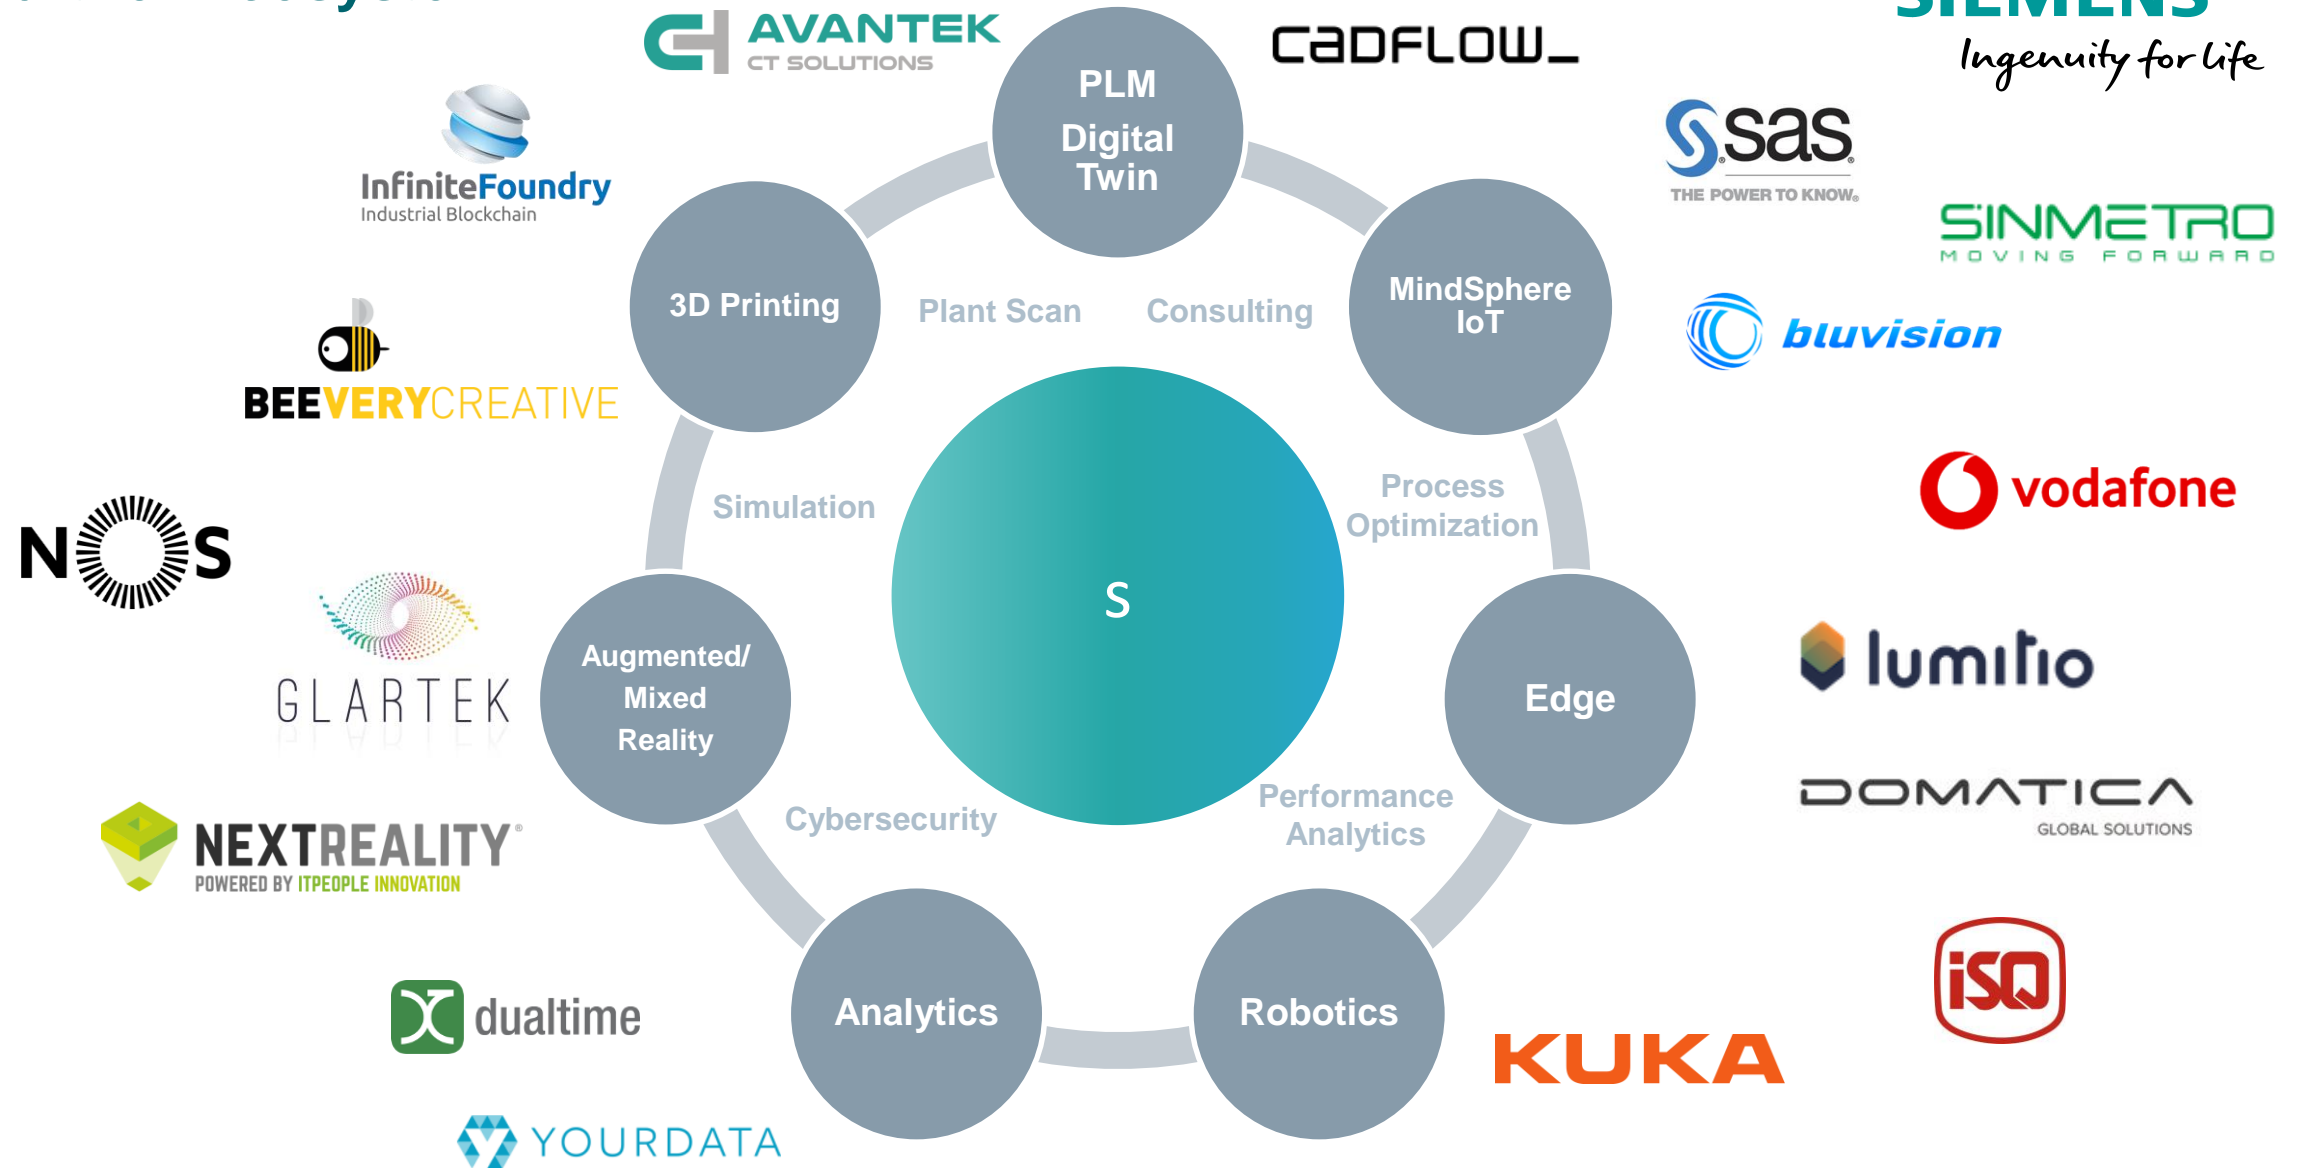 SIEMENS
Ingenuity for life
AVANTEK
CT SOLUTIONS
CADFLOW_
PLM
Digital
Twin
InfiniteFoundry
Industrial Blockchain
sas
THE POWER TO KNOW®
SINMETRO
MOVING FORWARD
3D Printing
Plant Scan
Consulting
MindSphere
IoT
bluvision
BEEVERYCREATIVE
Simulation
Process
Optimization
vodafone
NOS
S
GLARTEK
Augmented/
Mixed
Reality
Edge
lumitio
DOMATICA
GLOBAL SOLUTIONS
Cybersecurity
Performance
Analytics
NEXTREALITY®
POWERED BY ITPEOPLE INNOVATION
dualtime
Analytics
Robotics
iSQ
KUKA
YOURDATA